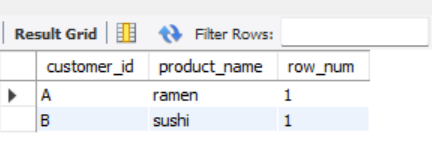 Result Grid Filter Rows:
customer_id product_name row_num
A ramen 1
B sushi 1